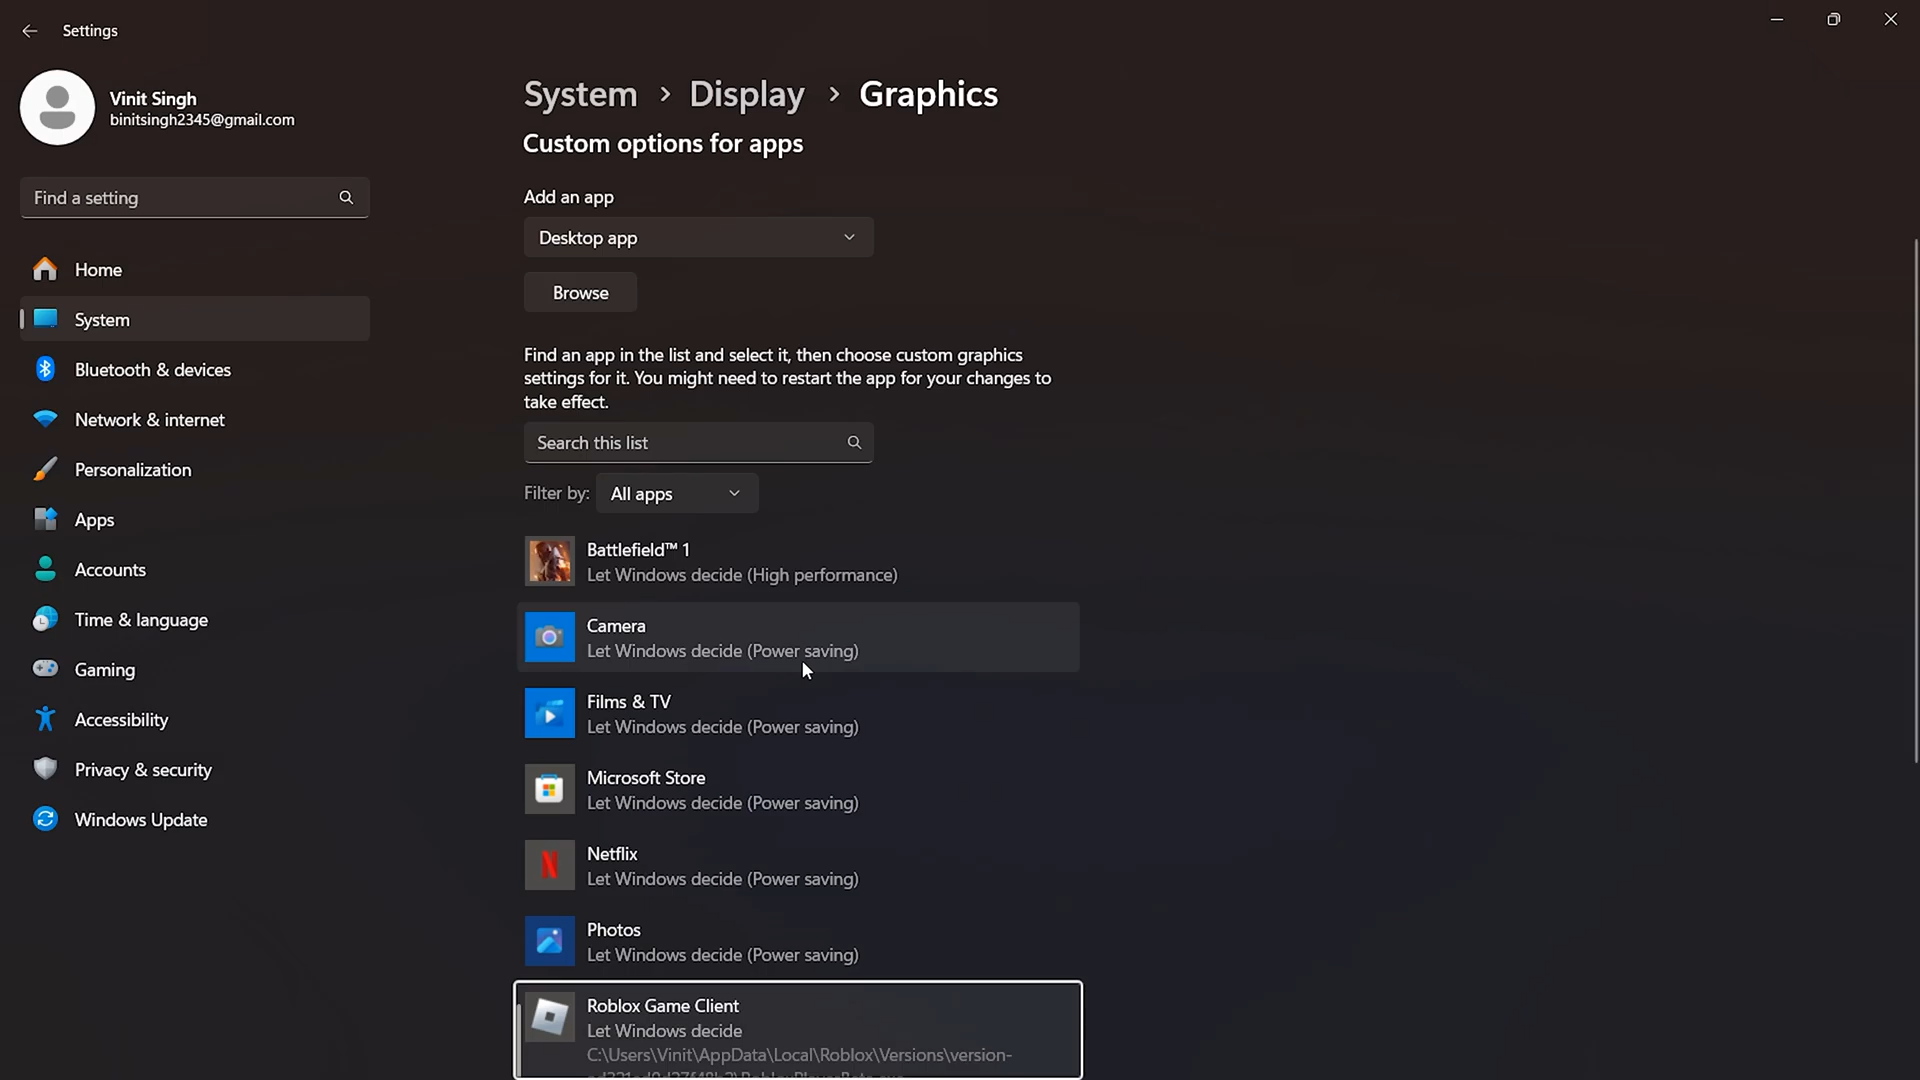 Settings
Vinit Singh
binitsingh2345@gmail.com
Find a setting
Home
System
Bluetooth & devices
Network & internet
Personalization
Apps
Accounts
Time & language
Gaming
Accessibility
Privacy & security
Windows Update
System > Display > Graphics
Custom options for apps
Add an app
Desktop app
Browse
Find an app in the list and select it, then choose custom graphics
settings for it. You might need to restart the app for your changes to
take effect.
Search this list
Filter by: All apps
Battlefield™ 1
Let Windows decide (High performance)
Camera
Let Windows decide (Power saving)
Films & TV
Let Windows decide (Power saving)
Microsoft Store
Let Windows decide (Power saving)
Netflix
Let Windows decide (Power saving)
Photos
Let Windows decide (Power saving)
Roblox Game Client
Let Windows decide
C:\Users\Vinit\AppData\Local\Roblox\Versions\version-